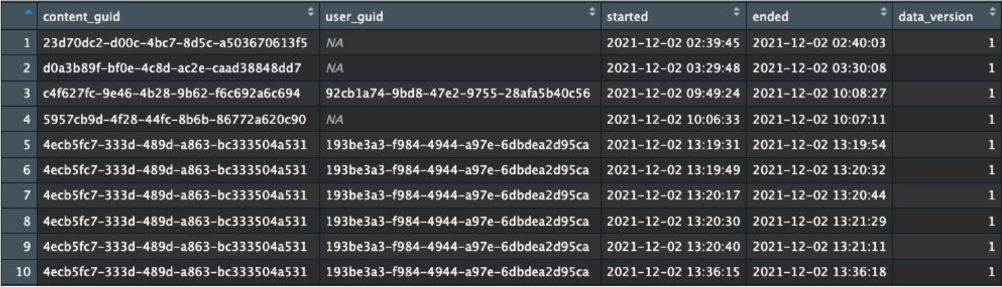 content_guid user_guid started ended data_version
1 23d70dc2-d00c-4bc7-8d5c-a503670613f5 NA 2021-12-02 02:39:45 2021-12-02 02:40:03 1
2 d0a3b89f-bf0e-4c8d-ac2e-caad38848dd7 NA 2021-12-02 03:29:48 2021-12-02 03:30:08 1
3 c4f627fc-9e46-4b28-9b62-f6c692a6c694 92cb1a74-9bd8-47e2-9755-28afa5b40c56 2021-12-02 09:49:24 2021-12-02 10:08:27 1
4 5957cb9d-4f28-44fc-8b6b-86772a620c90 NA 2021-12-02 10:06:33 2021-12-02 10:07:11 1
5 4ecb5fc7-333d-489d-a863-bc333504a531 193be3a3-f984-4944-a97e-6dbdea2d95ca 2021-12-02 13:19:31 2021-12-02 13:19:54 1
6 4ecb5fc7-333d-489d-a863-bc333504a531 193be3a3-f984-4944-a97e-6dbdea2d95ca 2021-12-02 13:19:49 2021-12-02 13:20:32 1
7 4ecb5fc7-333d-489d-a863-bc333504a531 193be3a3-f984-4944-a97e-6dbdea2d95ca 2021-12-02 13:20:17 2021-12-02 13:20:44 1
8 4ecb5fc7-333d-489d-a863-bc333504a531 193be3a3-f984-4944-a97e-6dbdea2d95ca 2021-12-02 13:20:30 2021-12-02 13:21:29 1
9 4ecb5fc7-333d-489d-a863-bc333504a531 193be3a3-f984-4944-a97e-6dbdea2d95ca 2021-12-02 13:20:40 2021-12-02 13:21:11 1
10 4ecb5fc7-333d-489d-a863-bc333504a531 193be3a3-f984-4944-a97e-6dbdea2d95ca 2021-12-02 13:36:15 2021-12-02 13:36:18 1